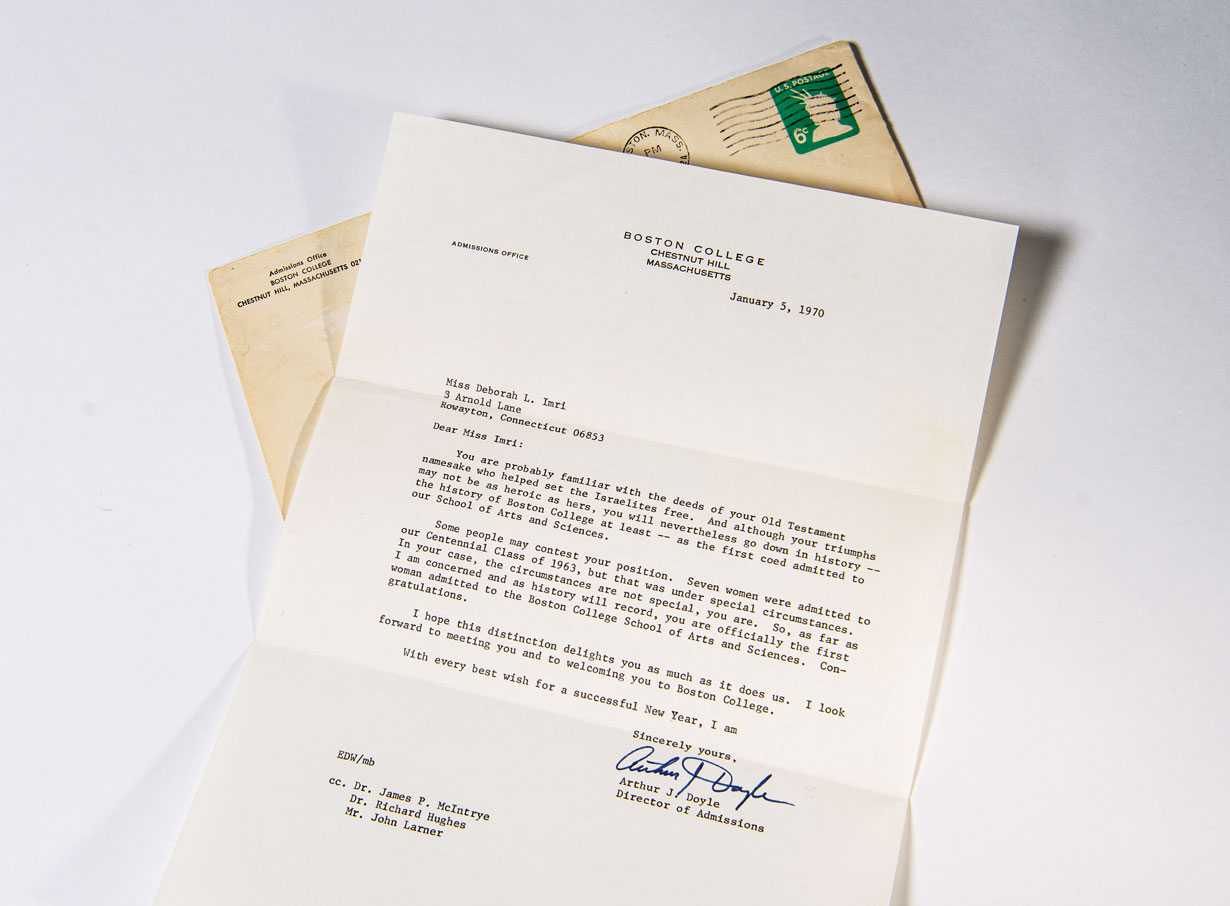 U.S. POSTAGE
6c
TON. MASS.
PM
Admissions Office
BOSTON COLLEGE
CHESTNUT HILL, MASSACHUSETTS 021
ADMISSIONS OFFICE
BOSTON COLLEGE
CHESTNUT HILL
MASSACHUSETTS
January 5, 1970
Miss Deborah L. Imri
3 Arnold Lane
Rowayton, Connecticut 06853
Dear Miss Imri:
You are probably familiar with the deeds of your Old Testament
namesake who helped set the Israelites free. And although your triumphs
may not be as heroic as hers, you will nevertheless go down in history --
the history of Boston College at least -- as the first coed admitted to
our School of Arts and Sciences.
Some people may contest your position. Seven women were admitted to
our Centennial Class of 1963, but that was under special circumstances.
In your case, the circumstances are not special, you are. So, as far as
I am concerned and as history will record, you are officially the first
woman admitted to the Boston College School of Arts and Sciences. Con-
gratulations.
I hope this distinction delights you as much as it does us. I look
forward to meeting you and to welcoming you to Boston College.
With every best wish for a successful New Year, I am
Sincerely yours,
Arthur J Doyle
Arthur J. Doyle
Director of Admissions
EDW/mb
cc. Dr. James P. McIntrye
Dr. Richard Hughes
Mr. John Larner